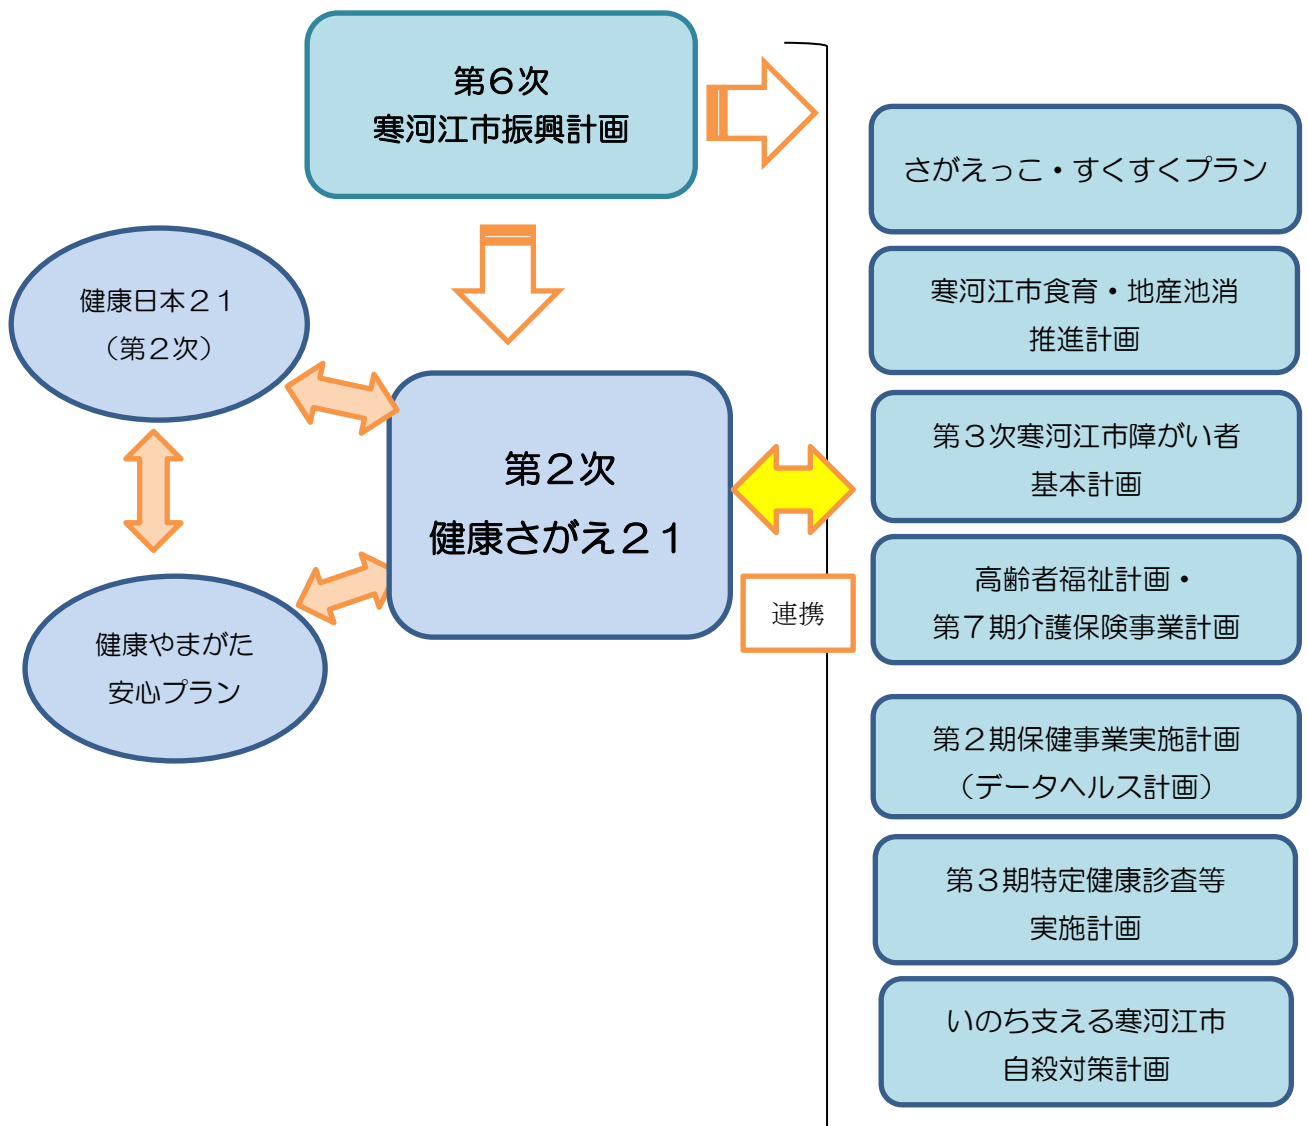 第６次
寒河江市振興計画
健康日本２１
（第２次）
第２次
健康さがえ２１
健康やまがた
安心プラン
連携
さがえっこ・すくすくプラン
寒河江市食育・地産池消
推進計画
第３次寒河江市障がい者
基本計画
高齢者福祉計画・
第７期介護保険事業計画
第２期保健事業実施計画
（データヘルス計画）
第３期特定健康診査等
実施計画
いのち支える寒河江市
自殺対策計画